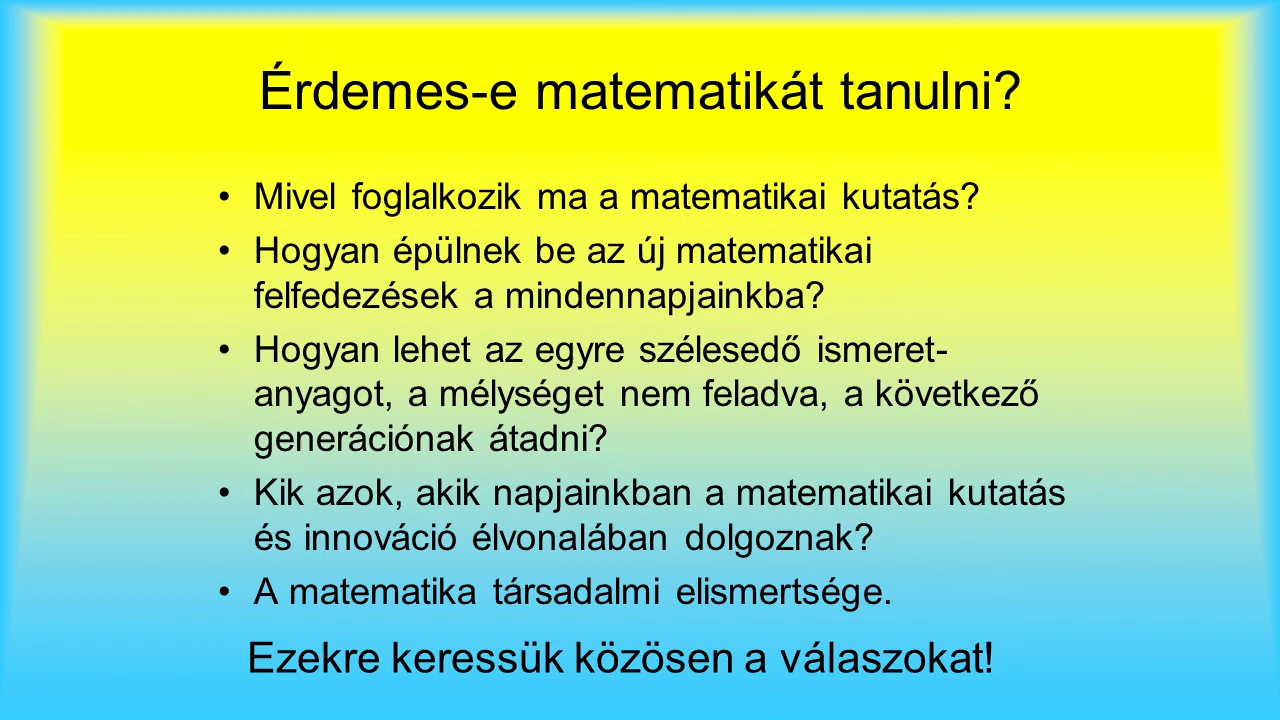 Érdemes-e matematikát tanulni?
• Mivel foglalkozik ma a matematikai kutatás?
• Hogyan épülnek be az új matematikai
felfedezések a mindennapjainkba?
• Hogyan lehet az egyre szélesedő ismeret-
anyagot, a mélységet nem feladva, a következő
generációnak átadni?
• Kik azok, akik napjainkban a matematikai kutatás
és innováció élvonalában dolgoznak?
• A matematika társadalmi elismertsége.
Ezekre keressük közösen a válaszokat!